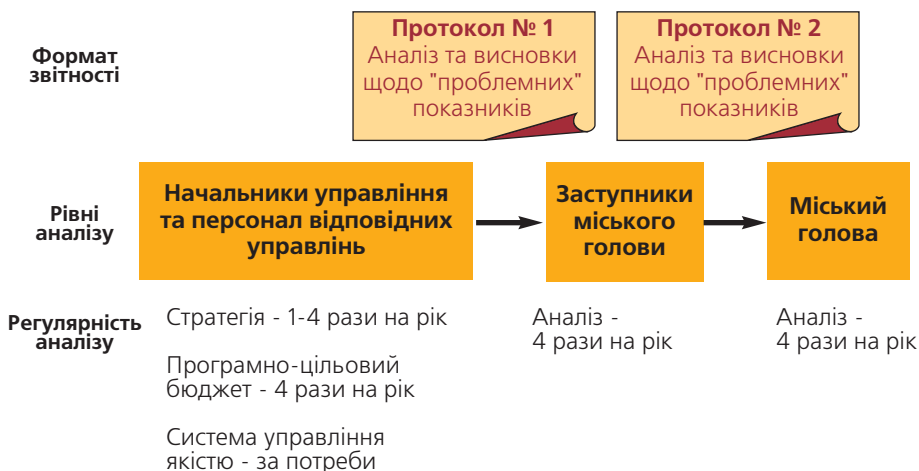 Формат
звітності
Протокол № 1
Аналіз та висновки
щодо "проблемних"
показників
Протокол № 2
Аналіз та висновки
щодо "проблемних"
показників
Рівні
аналізу
Начальники управління
та персонал відповідних
управлінь
Заступники
міського
голови
Міський
голова
Регулярність
аналізу
Стратегія - 1-4 рази на рік
Програмно-цільовий
бюджет - 4 рази на рік
Система управління
якістю - за потреби
Аналіз -
4 рази на рік
Аналіз -
4 рази на рік